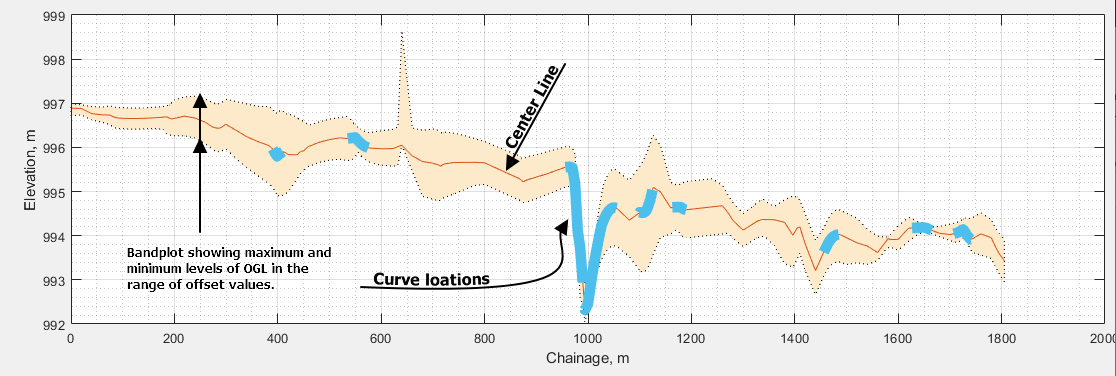 999
998
997
996
995
994
993
992
Elevation, m
Center Line
Bandplot showing maximum and
minimum levels of OGL in the
range of offset values.
Curve loations
0
200
400
600
800
1000
1200
1400
1600
1800
2000
Chainage, m